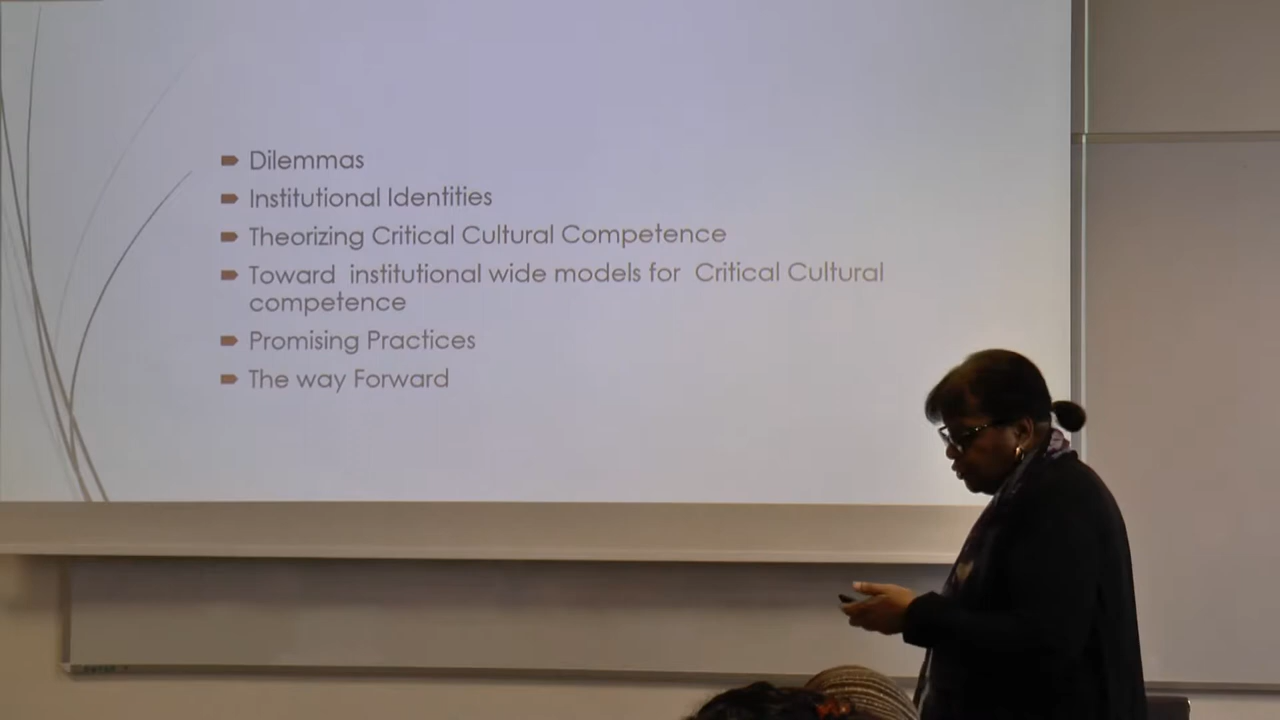 Dilemmas
Institutional Identities
Theorizing Critical Cultural Competence
Toward institutional wide models for Critical Cultural
competence
Promising Practices
The way Forward